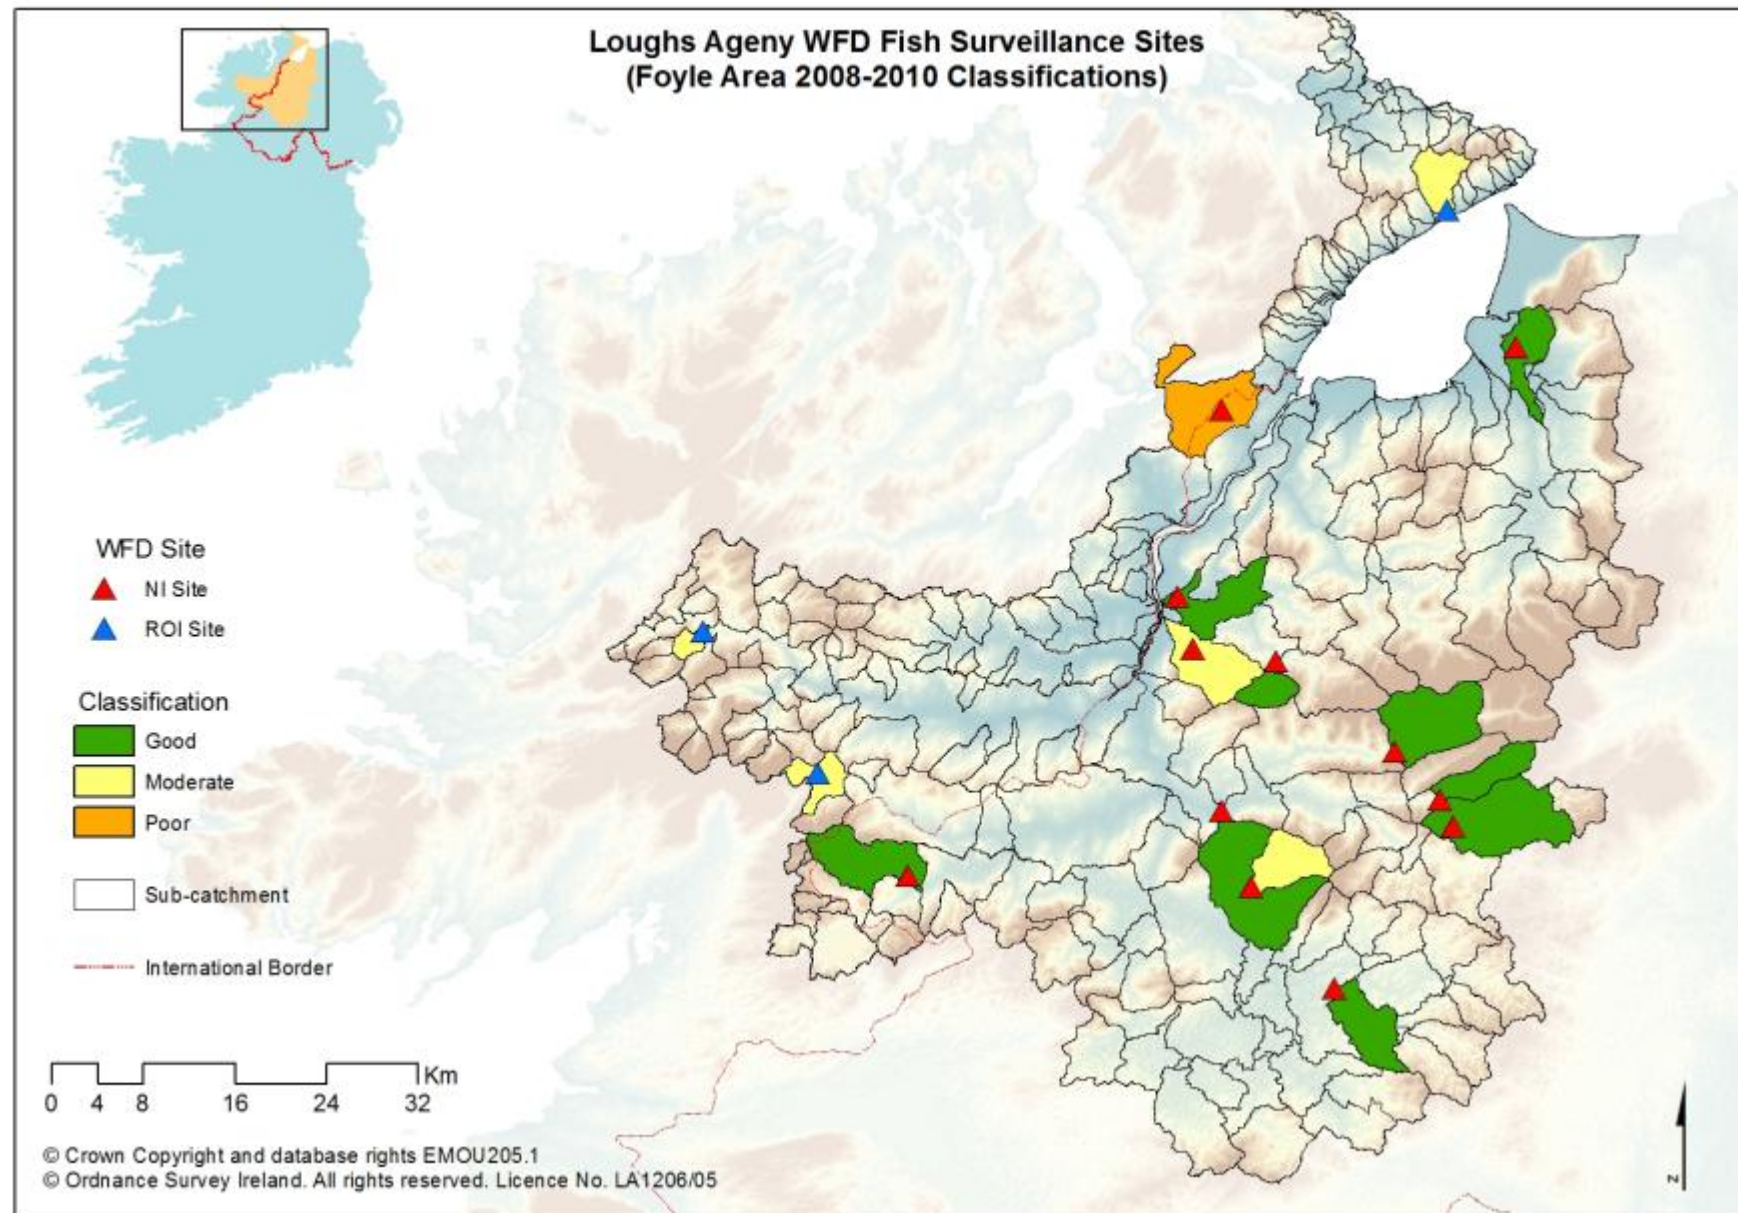 Loughs Ageny WFD Fish Surveillance Sites
(Foyle Area 2008-2010 Classifications)
WFD Site
NI Site
ROI Site
Classification
Good
Moderate
Poor
Sub-catchment
International Border
Km
0 4 8 16 24 32
© Crown Copyright and database rights EMOU205.1
© Ordnance Survey Ireland. All rights reserved. Licence No. LA1206/05
N